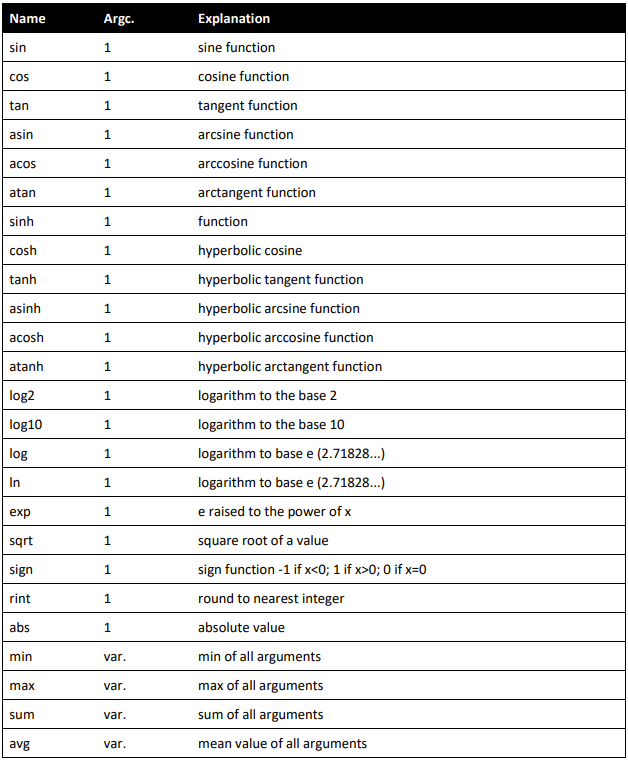 Name Argc. Explanation
sin 1 sine function
cos 1 cosine function
tan 1 tangent function
asin 1 arcsine function
acos 1 arccosine function
atan 1 arctangent function
sinh 1 function
cosh 1 hyperbolic cosine
tanh 1 hyperbolic tangent function
asinh 1 hyperbolic arcsine function
acosh 1 hyperbolic arccosine function
atanh 1 hyperbolic arctangent function
log2 1 logarithm to the base 2
log10 1 logarithm to the base 10
log 1 logarithm to base e (2.71828...)
ln 1 logarithm to base e (2.71828...)
exp 1 e raised to the power of x
sqrt 1 square root of a value
sign 1 sign function -1 if x<0; 1 if x>0; 0 if x=0
rint 1 round to nearest integer
abs 1 absolute value
min var. min of all arguments
max var. max of all arguments
sum var. sum of all arguments
avg var. mean value of all arguments